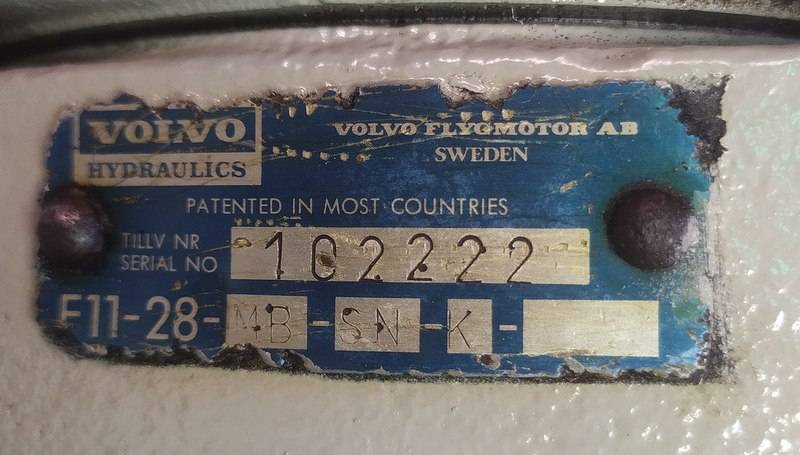 VOLVO
HYDRAULICS
VOLVO FLYGMOTOR AB
SWEDEN
PATENTED IN MOST COUNTRIES
TILLV NR
SERIAL NO
102222
F11-28-MB-SN-K-